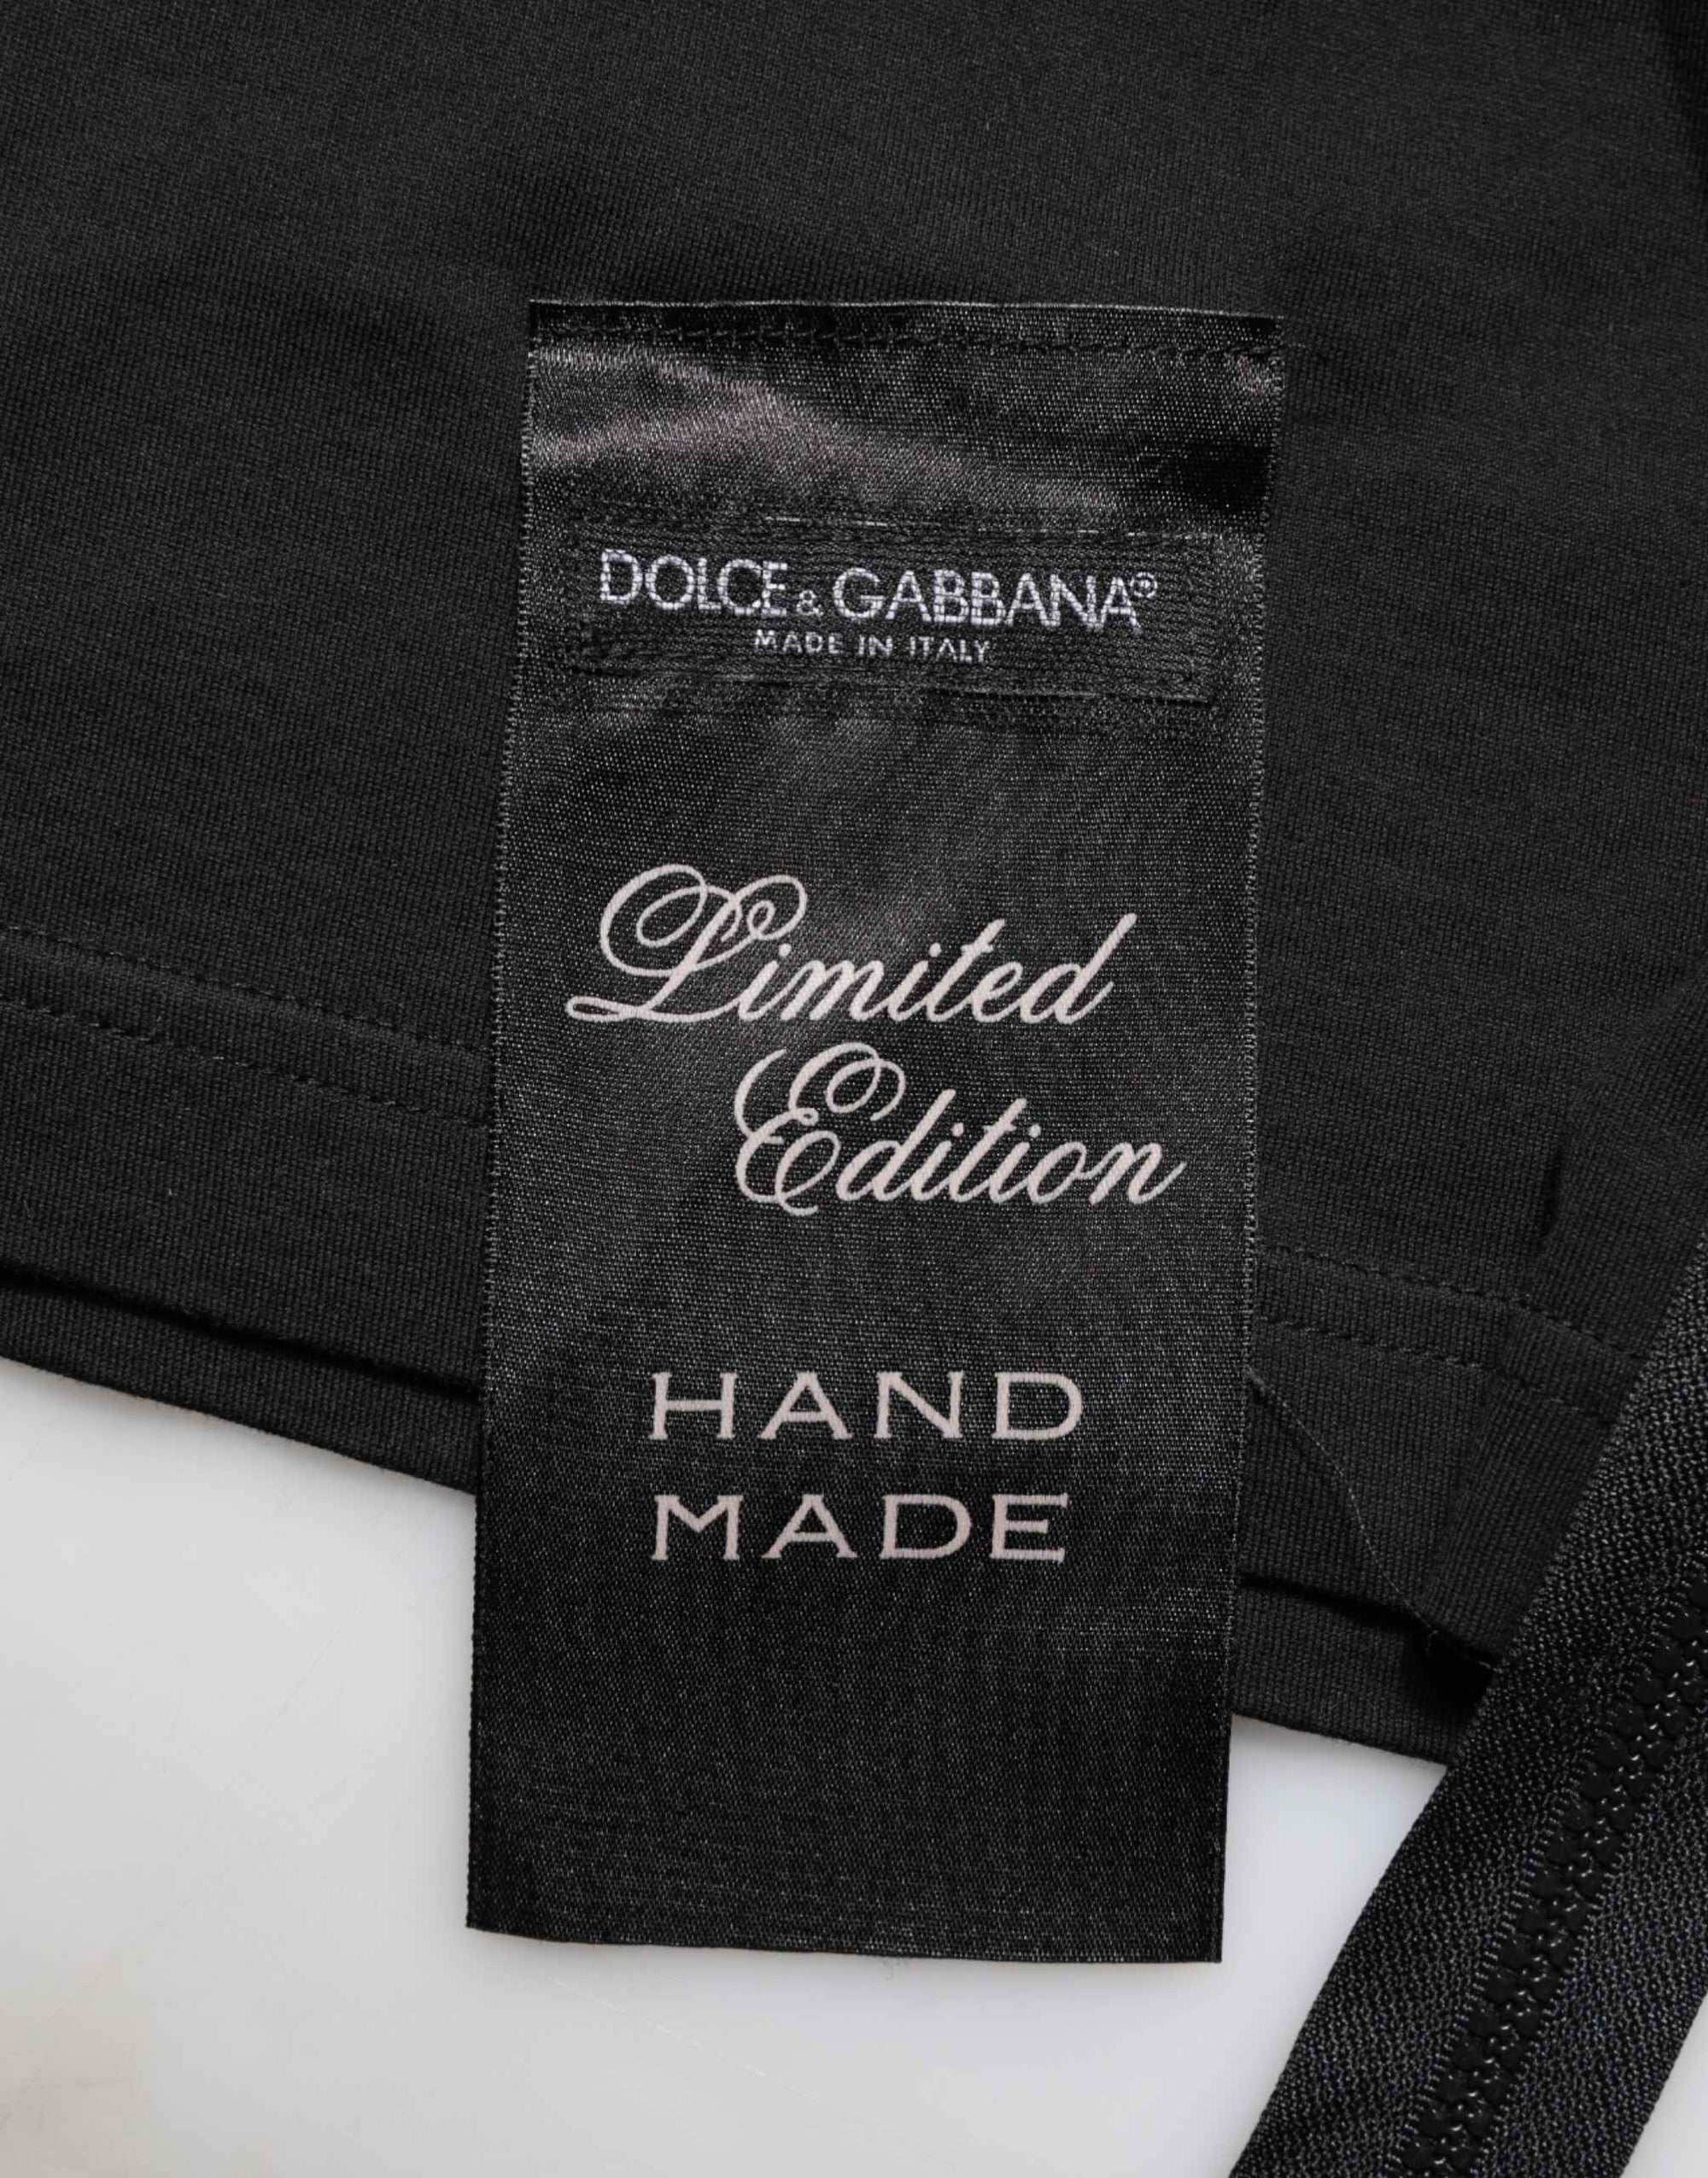 DOLCE & GABBANA®
MADE IN ITALY
Limited
Edition
HAND
MADE